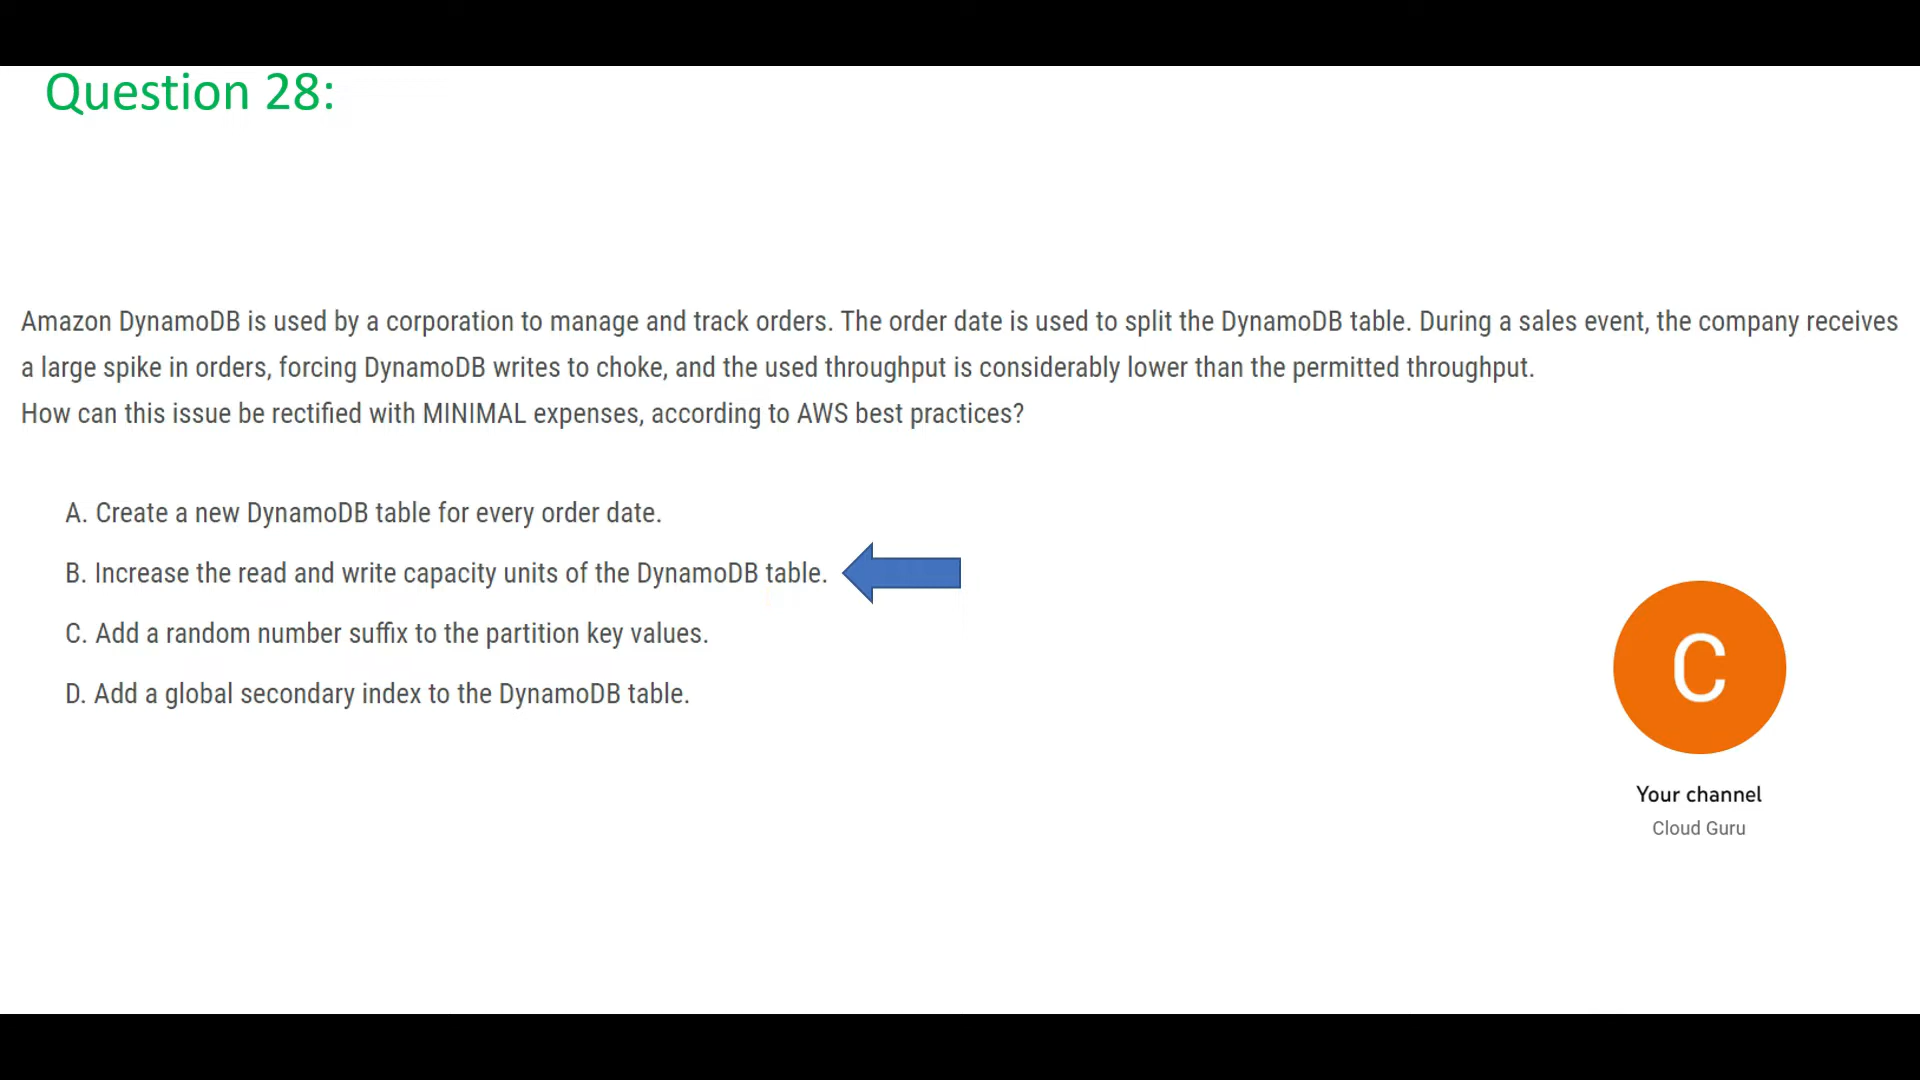 Question 28:
Amazon DynamoDB is used by a corporation to manage and track orders. The order date is used to split the DynamoDB table. During a sales event, the company receives
a large spike in orders, forcing DynamoDB writes to choke, and the used throughput is considerably lower than the permitted throughput.
How can this issue be rectified with MINIMAL expenses, according to AWS best practices?
A. Create a new DynamoDB table for every order date.
B. Increase the read and write capacity units of the DynamoDB table.
C. Add a random number suffix to the partition key values.
D. Add a global secondary index to the DynamoDB table.
C
Your channel
Cloud Guru